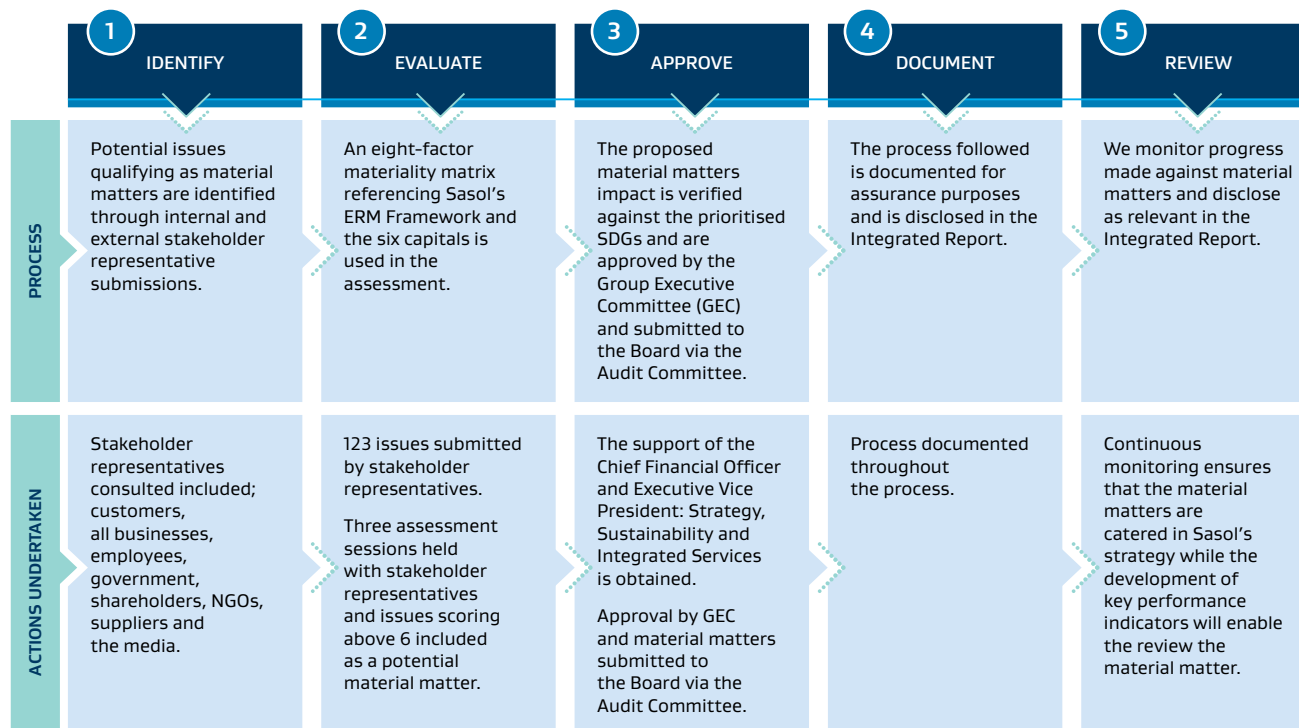 1
IDENTIFY
2
EVALUATE
3
APPROVE
4
DOCUMENT
5
REVIEW
PROCESS
Potential issues
qualifying as material
matters are identified
through internal and
external stakeholder
representative
submissions.
An eight-factor
materiality matrix
referencing Sasol's
ERM Framework and
the six capitals is
used in the
assessment.
The proposed
material matters
impact is verified
against the prioritised
SDGs and are
approved by the
Group Executive
Committee (GEC)
and submitted to
the Board via the
Audit Committee.
The process followed
is documented for
assurance purposes
and is disclosed in the
Integrated Report.
We monitor progress
made against material
matters and disclose
as relevant in the
Integrated Report.
ACTIONS UNDERTAKEN
Stakeholder
representatives
consulted included;
customers,
all businesses,
employees,
government,
shareholders, NGOs,
suppliers and
the media.
123 issues submitted
by stakeholder
representatives.
Three assessment
sessions held
with stakeholder
representatives
and issues scoring
above 6 included
as a potential
material matter.
The support of the
Chief Financial Officer
and Executive Vice
President: Strategy,
Sustainability and
Integrated Services
is obtained.
Approval by GEC
and material matters
submitted to
the Board via the
Audit Committee.
Process documented
throughout
the process.
Continuous
monitoring ensures
that the material
matters are
catered in Sasol's
strategy while the
development of
key performance
indicators will enable
the review the
material matter.